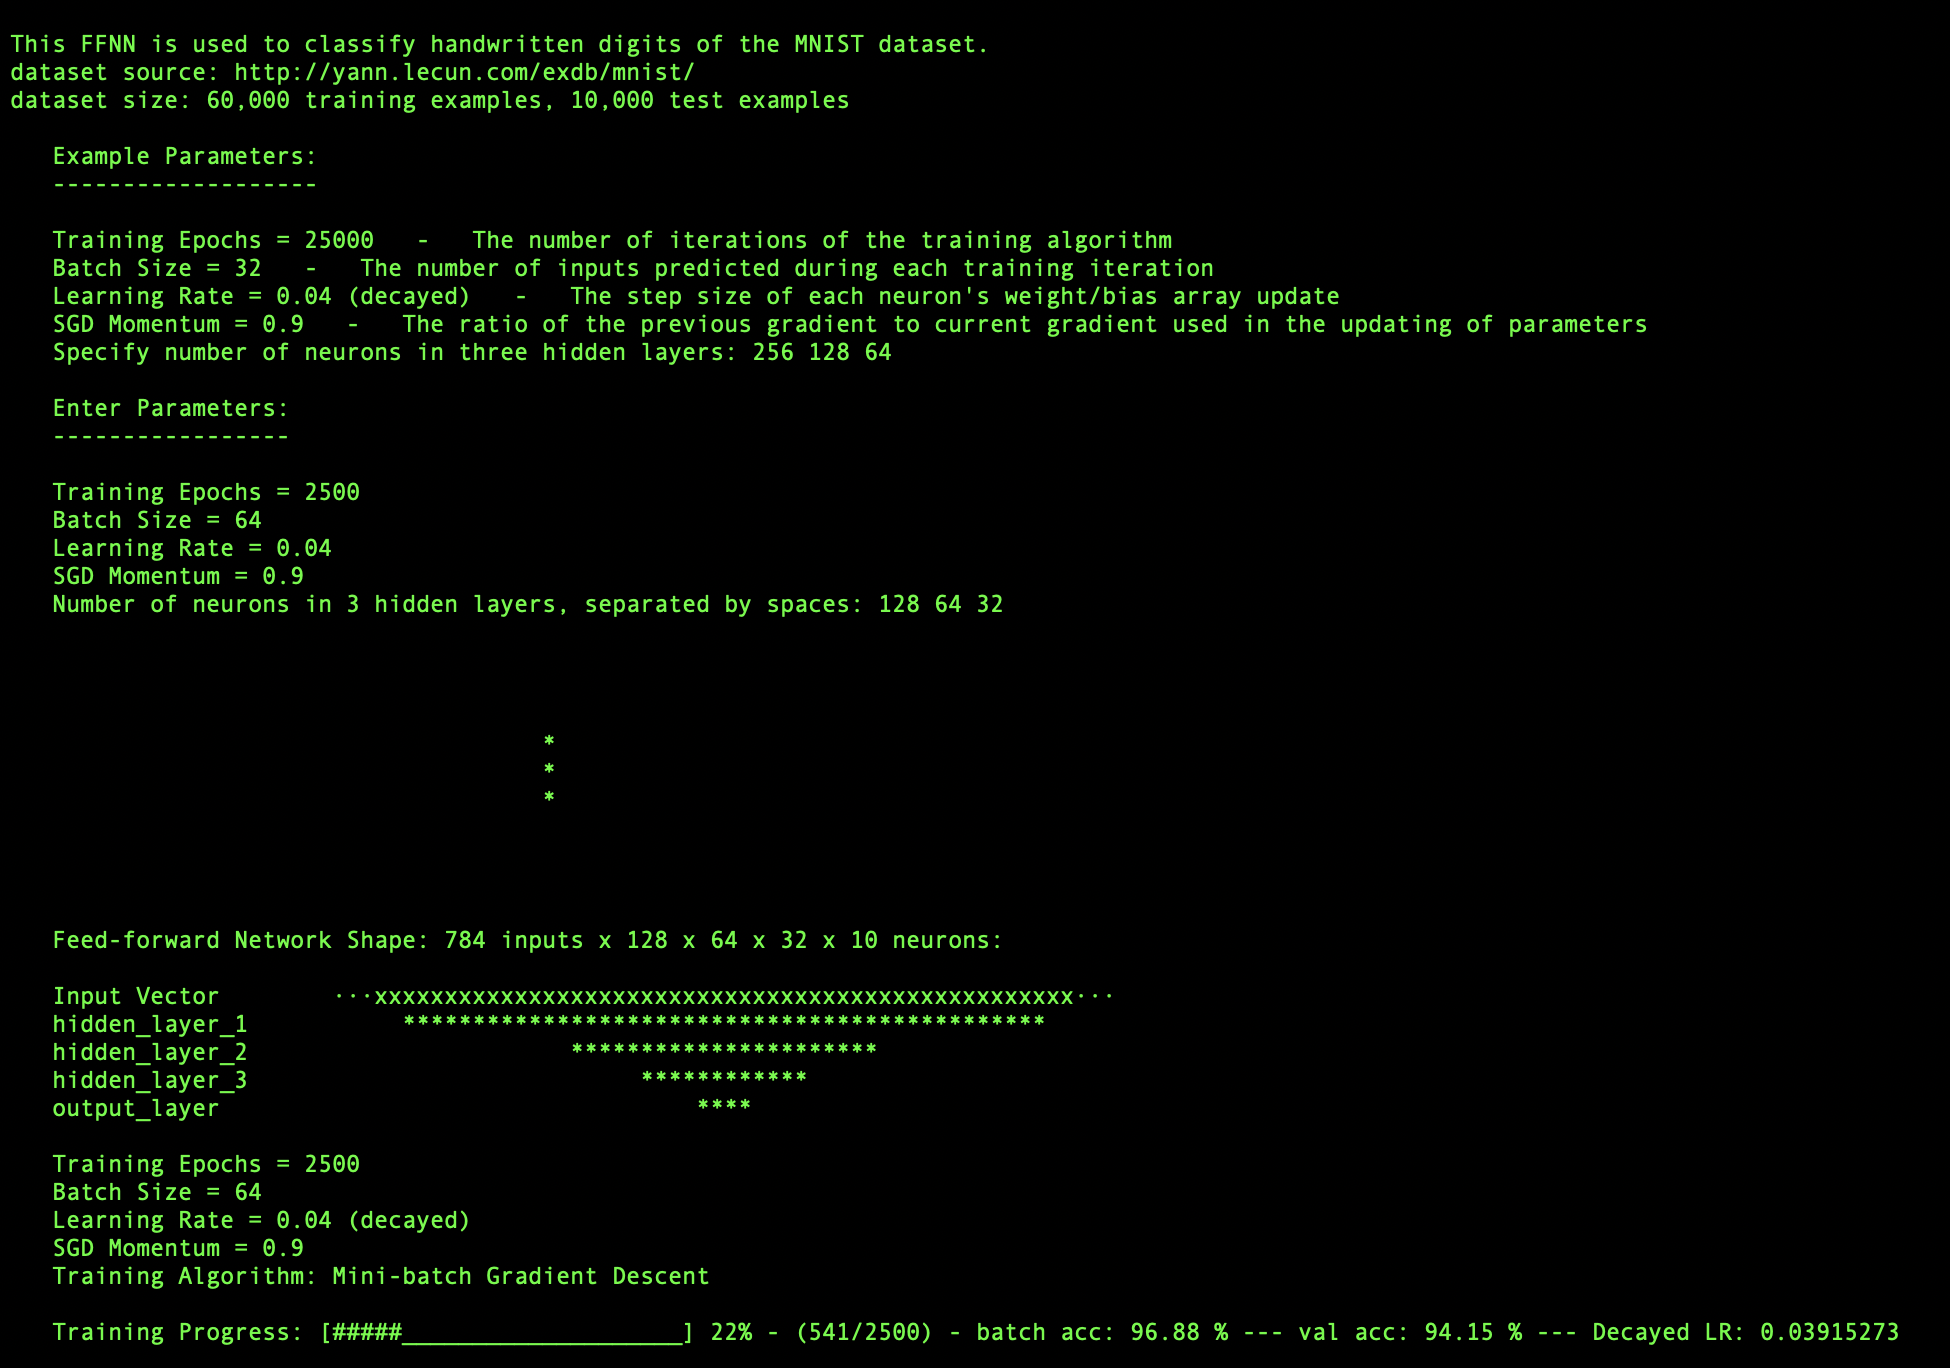 This FFNN is used to classify handwritten digits of the MNIST dataset.
dataset source: http://yann.lecun.com/exdb/mnist/
dataset size: 60,000 training examples, 10,000 test examples
Example Parameters:
-------------------
Training Epochs = 25000   -   The number of iterations of the training algorithm
Batch Size = 32   -   The number of inputs predicted during each training iteration
Learning Rate = 0.04 (decayed)   -   The step size of each neuron's weight/bias array update
SGD Momentum = 0.9   -   The ratio of the previous gradient to current gradient used in the updating of parameters
Specify number of neurons in three hidden layers: 256 128 64
Enter Parameters:
-----------------
Training Epochs = 2500
Batch Size = 64
Learning Rate = 0.04
SGD Momentum = 0.9
Number of neurons in 3 hidden layers, separated by spaces: 128 64 32
*
*
*
Feed-forward Network Shape: 784 inputs x 128 x 64 x 32 x 10 neurons:
Input Vector        ···xxxxxxxxxxxxxxxxxxxxxxxxxxxxxxxxxxxxxxxxxxxxxxxxxx···
hidden_layer_1           **********************************************
hidden_layer_2                       **********************
hidden_layer_3                            ************
output_layer                                  ****
Training Epochs = 2500
Batch Size = 64
Learning Rate = 0.04 (decayed)
SGD Momentum = 0.9
Training Algorithm: Mini-batch Gradient Descent
Training Progress: [#####____________________] 22% - (541/2500) - batch acc: 96.88 % --- val acc: 94.15 % --- Decayed LR: 0.03915273